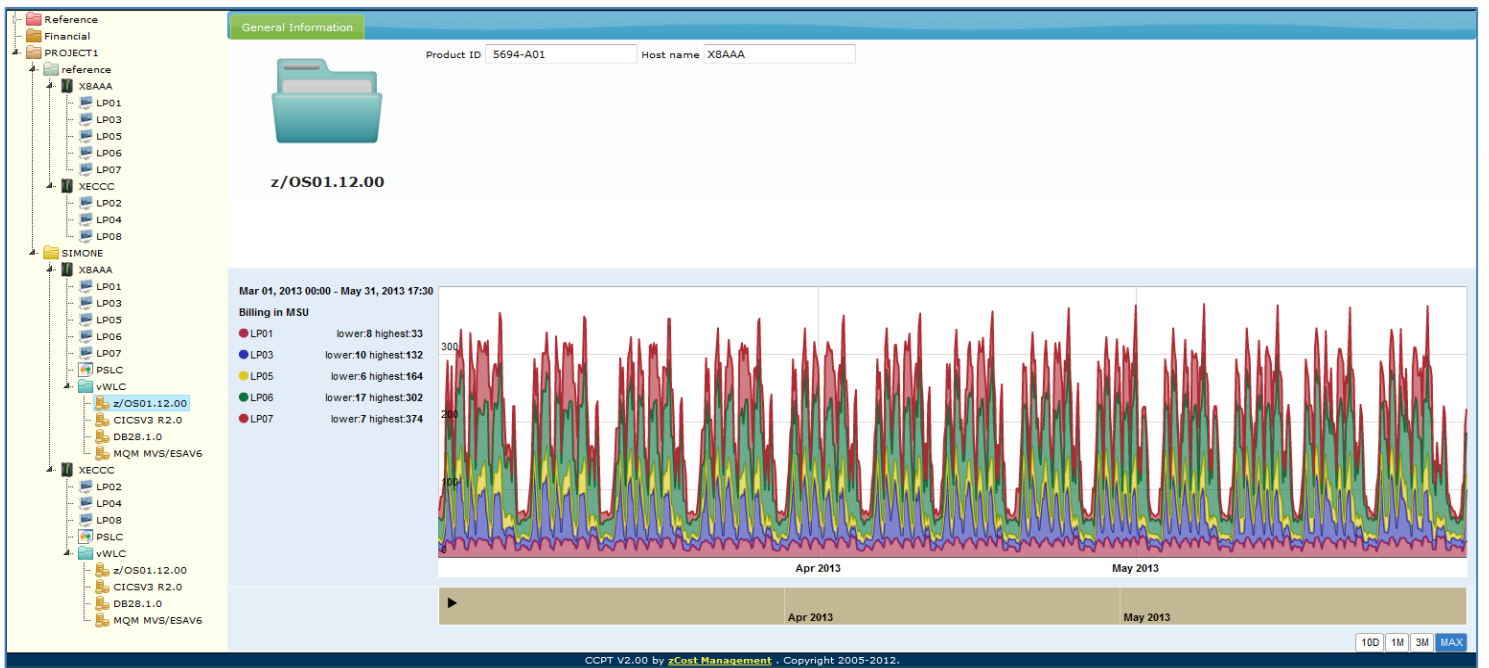 Reference
Financial
PROJECT1
reference
X8AAA
LP01
LP03
LP05
LP06
LP07
XECCC
LP02
LP04
LP08
SIMONE
X8AAA
LP01
LP03
LP05
LP06
LP07
PSLC
vWLC
z/OS01.12.00
CICSV3 R2.0
DB28.1.0
MQM MVS/ESAV6
XECCC
LP02
LP04
LP08
PSLC
vWLC
z/OS01.12.00
CICSV3 R2.0
DB28.1.0
MQM MVS/ESAV6
General Information
Product ID 5694-A01 Host name X8AAA
z/OS01.12.00
Mar 01, 2013 00:00 - May 31, 2013 17:30
Billing in MSU
LP01 lower:8 highest:33
LP03 lower:10 highest:132
LP05 lower:6 highest:164
LP06 lower:17 highest:302
LP07 lower:7 highest:374
300
200
100
0
Apr 2013 May 2013
Apr 2013 May 2013
10D 1M 3M MAX
CCPT V2.00 by zCost Management . Copyright 2005-2012.